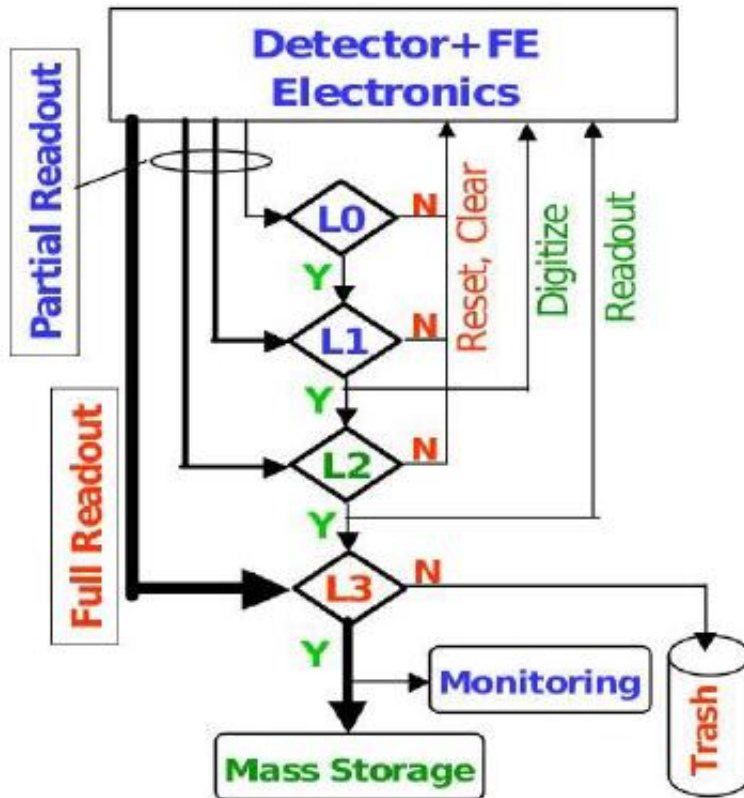 Detector+FE
Electronics
Partial Readout
L0
N
Y
Reset, Clear
Digitize
Readout
L1
N
Y
L2
N
Y
Full Readout
L3
N
Y
Monitoring
Trash
Mass Storage